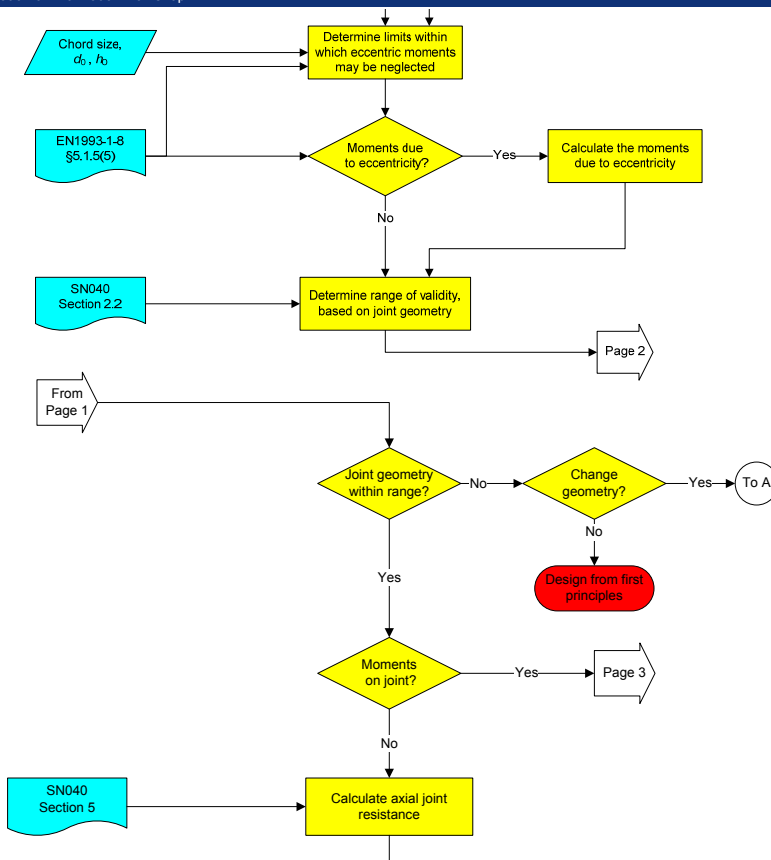 Determine limits within
which eccentric moments
may be neglected
Chord size,
d₀ , h₀
EN1993-1-8
§5.1.5(5)
Moments due
to eccentricity?
Yes
Calculate the moments
due to eccentricity
No
SN040
Section 2.2
Determine range of validity,
based on joint geometry
Page 2
From
Page 1
Joint geometry
within range?
No
Change
geometry?
Yes
To A
No
Design from first
principles
Yes
Moments
on joint?
Yes
Page 3
No
SN040
Section 5
Calculate axial joint
resistance